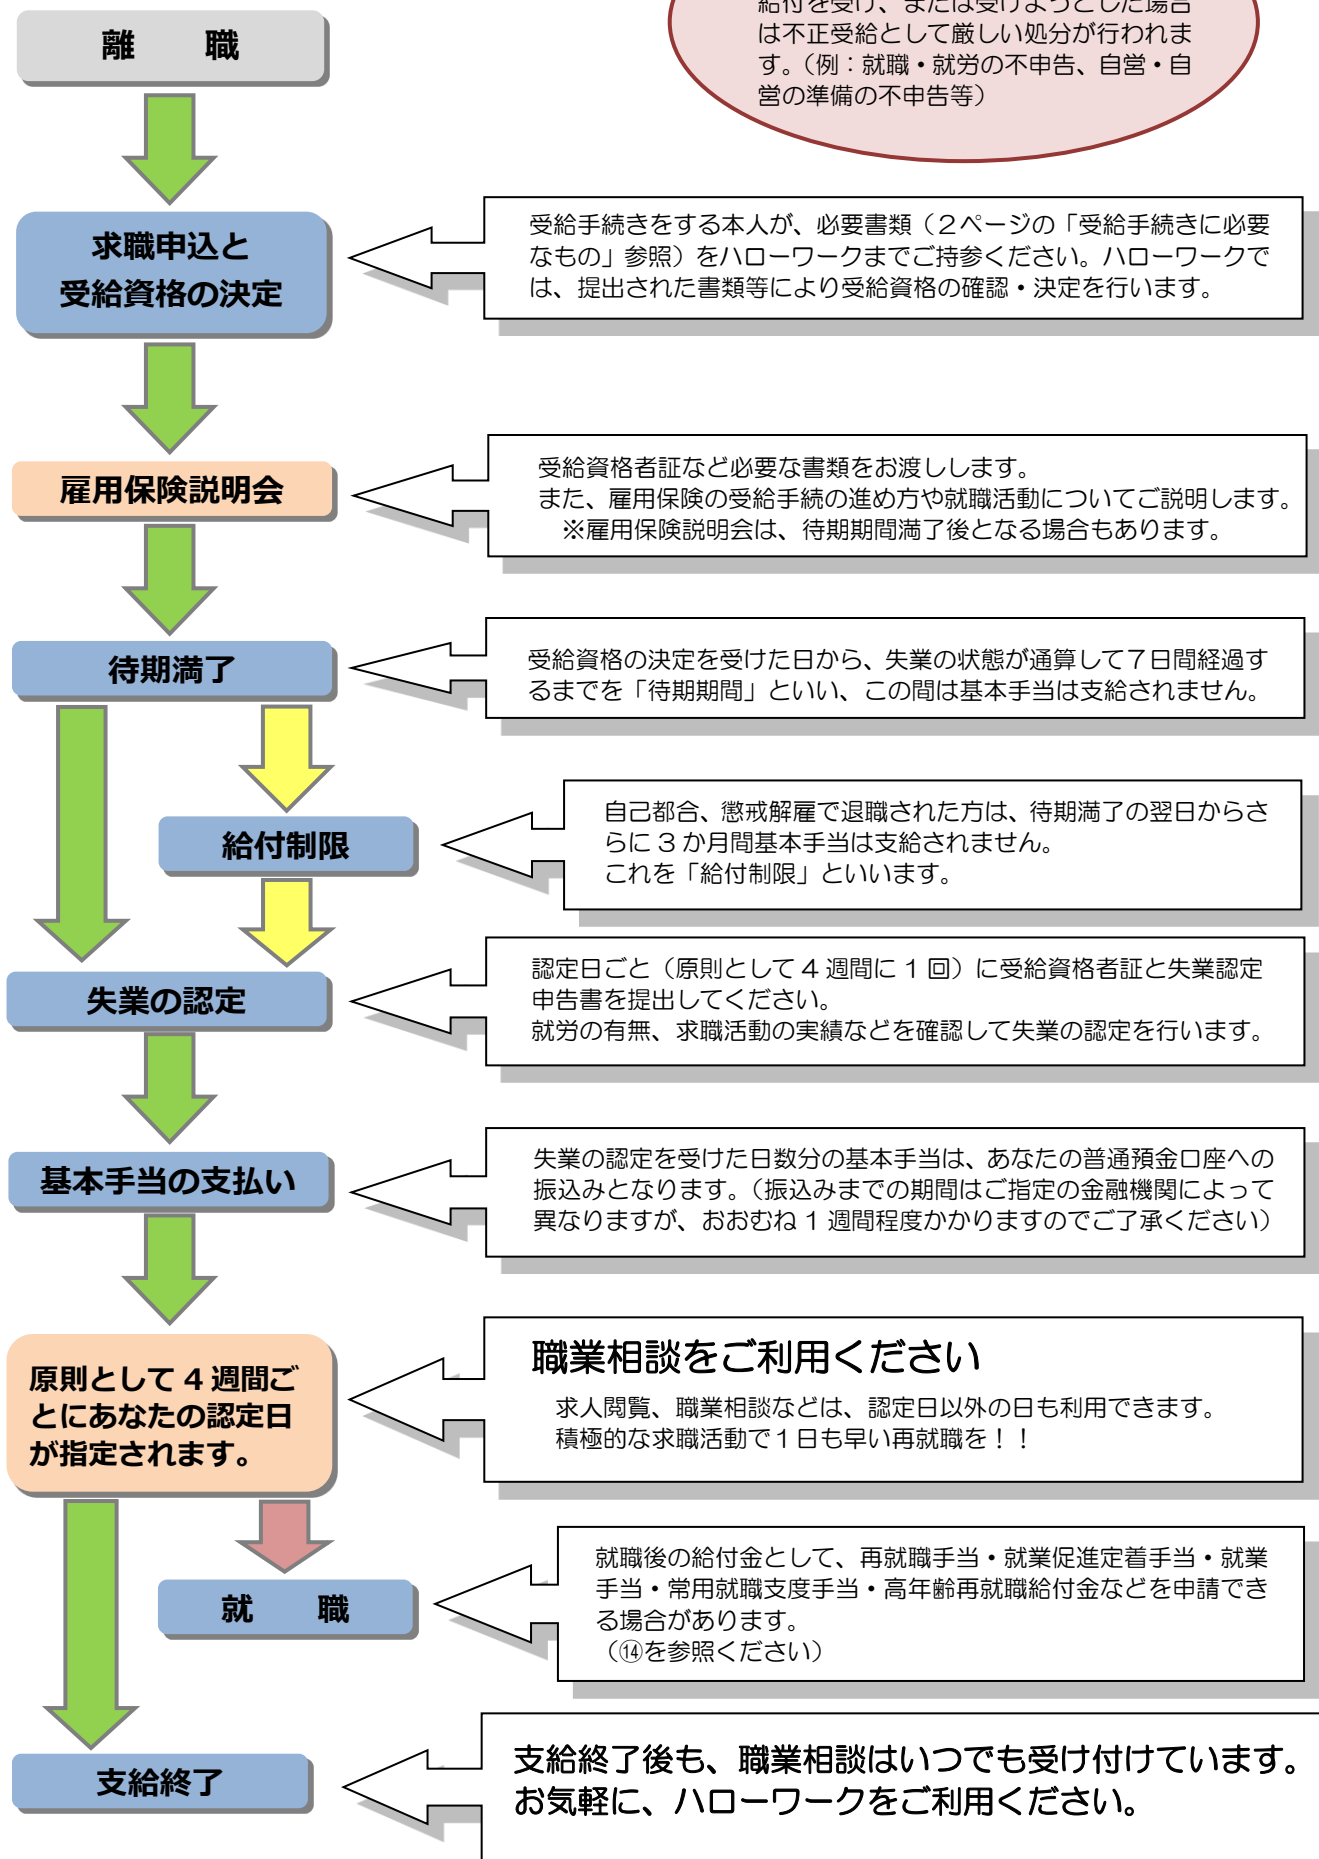 給付を受け、または受けようとした場合
は不正受給として厳しい処分が行われま
す。（例：就職・就労の不申告、自営・自
営の準備の不申告等）
離　職
求職申込と
受給資格の決定
受給手続きをする本人が、必要書類（２ページの「受給手続きに必要
なもの」参照）をハローワークまでご持参ください。ハローワークで
は、提出された書類等により受給資格の確認・決定を行います。
雇用保険説明会
受給資格者証など必要な書類をお渡しします。
また、雇用保険の受給手続の進め方や就職活動についてご説明します。
※雇用保険説明会は、待期期間満了後となる場合もあります。
待期満了
受給資格の決定を受けた日から、失業の状態が通算して７日間経過す
るまでを「待期期間」といい、この間は基本手当は支給されません。
給付制限
自己都合、懲戒解雇で退職された方は、待期満了の翌日からさ
らに 3 か月間基本手当は支給されません。
これを「給付制限」といいます。
失業の認定
認定日ごと（原則として 4 週間に 1 回）に受給資格者証と失業認定
申告書を提出してください。
就労の有無、求職活動の実績などを確認して失業の認定を行います。
基本手当の支払い
失業の認定を受けた日数分の基本手当は、あなたの普通預金口座への
振込みとなります。（振込みまでの期間はご指定の金融機関によって
異なりますが、おおむね 1 週間程度かかりますのでご了承ください）
原則として 4 週間ご
とにあなたの認定日
が指定されます。
職業相談をご利用ください
求人閲覧、職業相談などは、認定日以外の日も利用できます。
積極的な求職活動で１日も早い再就職を！！
就　職
就職後の給付金として、再就職手当・就業促進定着手当・就業
手当・常用就職支度手当・高年齢再就職給付金などを申請でき
る場合があります。
（⑭を参照ください）
支給終了
支給終了後も、職業相談はいつでも受け付けています。
お気軽に、ハローワークをご利用ください。